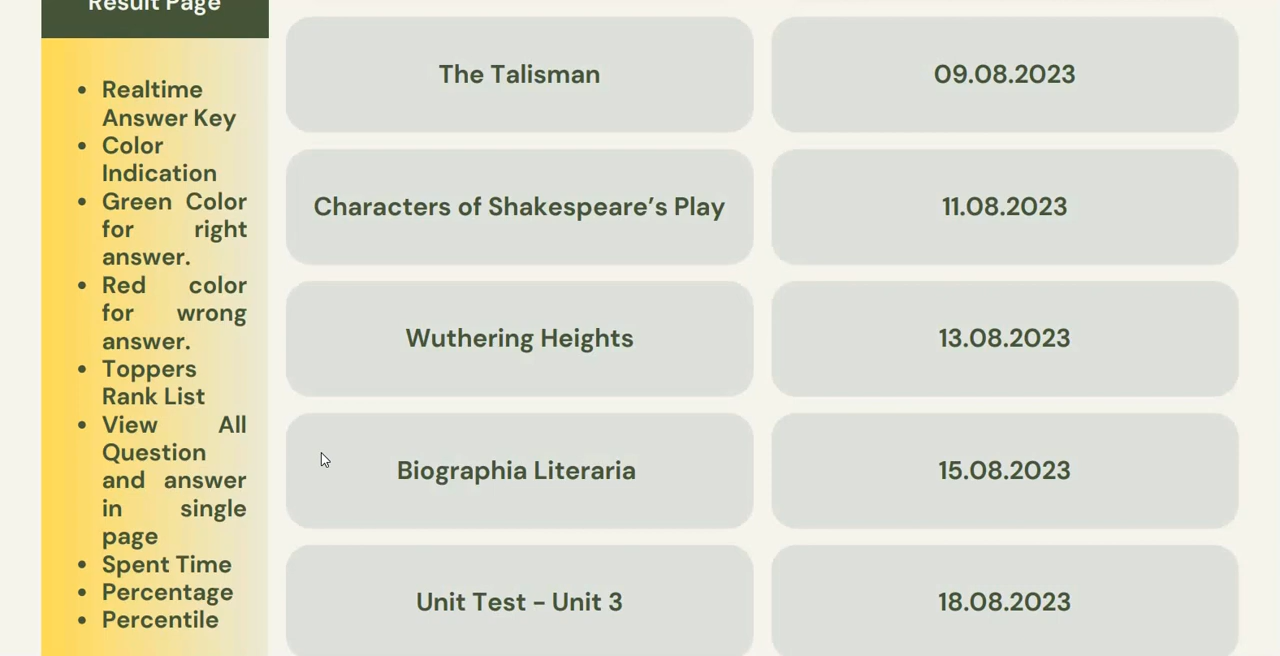 Result Page
• Realtime
Answer Key
• Color
Indication
• Green Color
for right
answer.
• Red color
for wrong
answer.
• Toppers
Rank List
• View All
Question
and answer
in single
page
• Spent Time
• Percentage
• Percentile
The Talisman
09.08.2023
Characters of Shakespeare’s Play
11.08.2023
Wuthering Heights
13.08.2023
Biographia Literaria
15.08.2023
Unit Test – Unit 3
18.08.2023